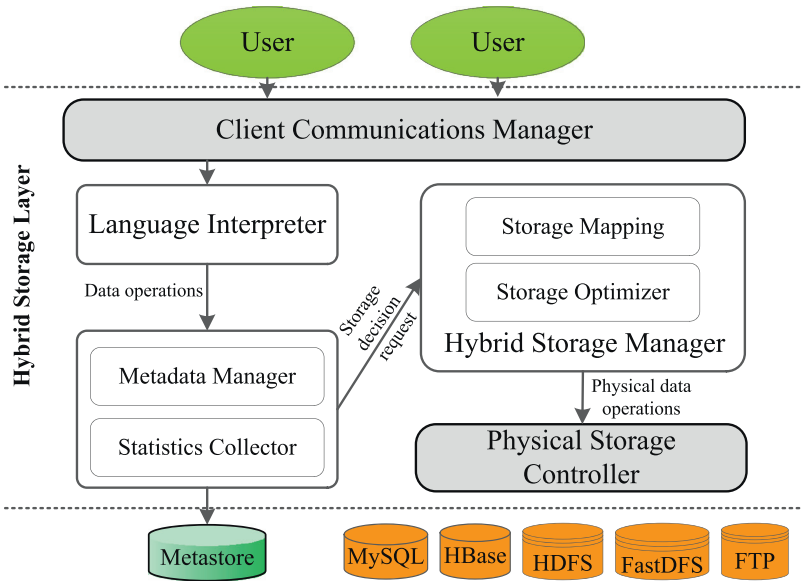 User
User
Client Communications Manager
Hybrid Storage Layer
Language Interpreter
Data operations
Metadata Manager
Statistics Collector
Storage
decision
request
Storage Mapping
Storage Optimizer
Hybrid Storage Manager
Physical data
operations
Physical Storage
Controller
Metastore
MySQL
HBase
HDFS
FastDFS
FTP